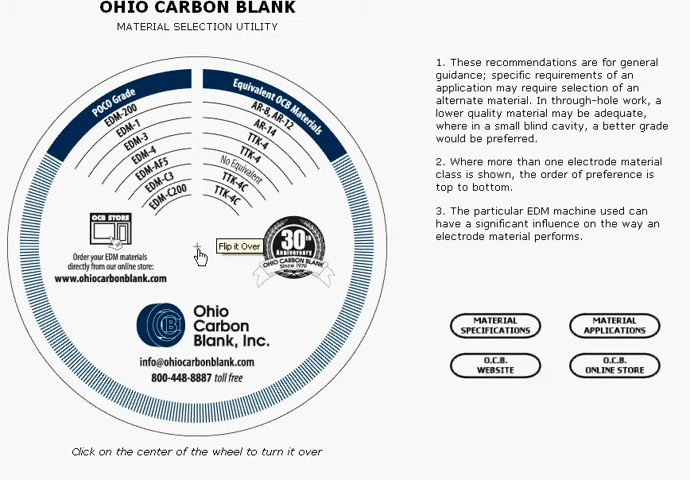 OHIO CARBON BLANK
MATERIAL SELECTION UTILITY
POCO Grade
EDM-200
EDM-1
EDM-3
EDM-4
EDM-AF5
EDM-C3
EDM-C200
Equivalent OCB Materials
AR-8, AR-12
AR-14
TTK-4
TTK-4
No Equivalent
TTK-4C
TTK-4C
OCB STORE
Order your EDM materials
directly from our online store:
www.ohiocarbonblank.com
Flip it Over
30th
Anniversary
OHIO CARBON BLANK
Since 1979
Ohio
Carbon
Blank, Inc.
info@ohiocarbonblank.com
800-448-8887 toll free
Click on the center of the wheel to turn it over
1. These recommendations are for general
guidance; specific requirements of an
application may require selection of an
alternate material. In through-hole work, a
lower quality material may be adequate,
where in a small blind cavity, a better grade
would be preferred.
2. Where more than one electrode material
class is shown, the order of preference is
top to bottom.
3. The particular EDM machine used can
have a significant influence on the way an
electrode material performs.
MATERIAL
SPECIFICATIONS
MATERIAL
APPLICATIONS
O.C.B.
WEBSITE
O.C.B.
ONLINE STORE